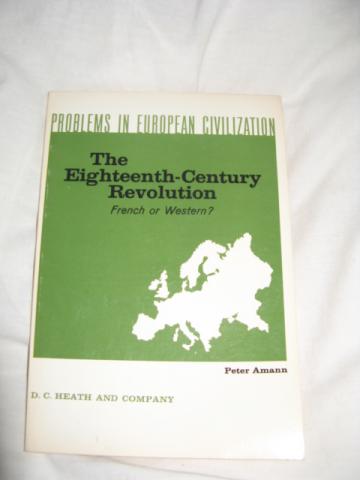 PROBLEMS IN EUROPEAN CIVILIZATION
The
Eighteenth-Century
Revolution
French or Western?
Peter Amann
D. C. HEATH AND COMPANY